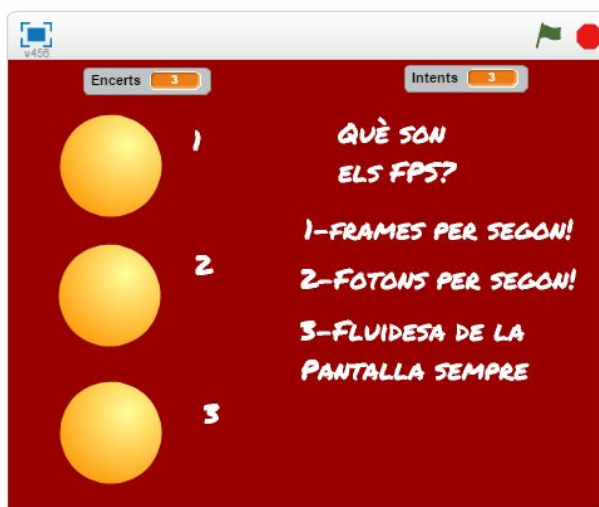 v456
Encerts 3
Intents 3
1
Què son
els FPS?
1-frames per segon!
2
2-Fotons per segon!
3-Fluidesa de la
Pantalla sempre
3